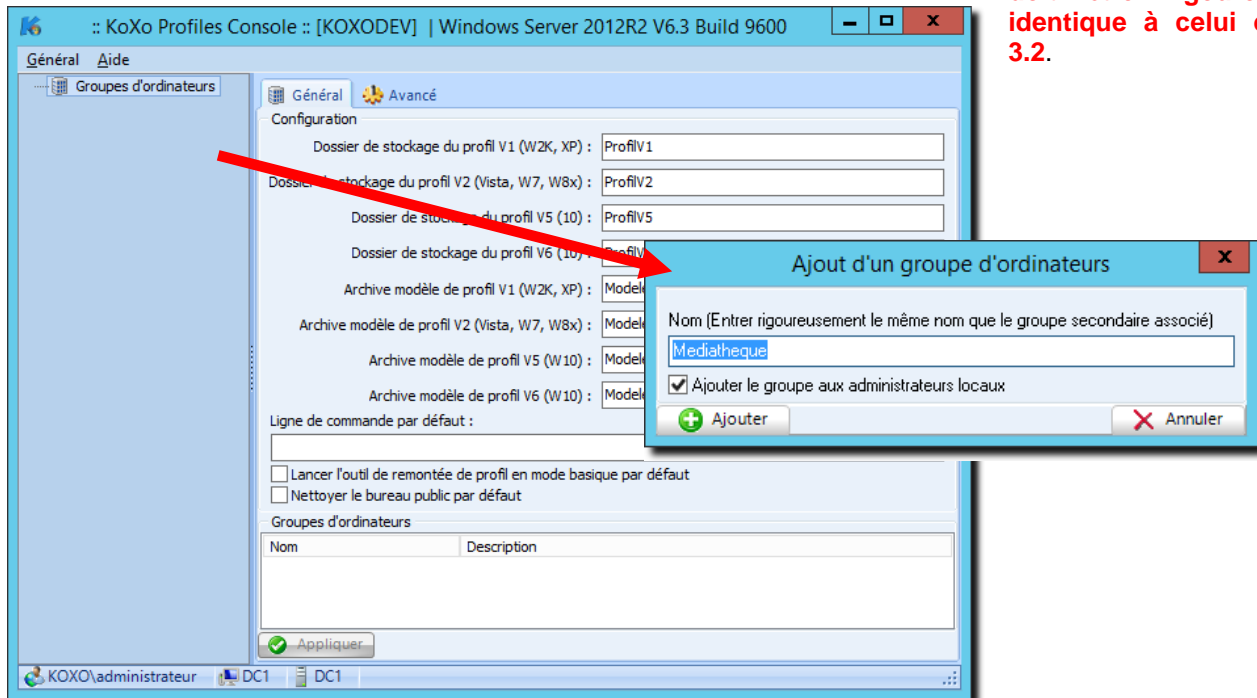 :: KoXo Profiles Console :: [KOXODEV] | Windows Server 2012R2 V6.3 Build 9600
identique à celui
3.2.
Général Aide
Groupes d'ordinateurs
Général Avancé
Configuration
Dossier de stockage du profil V1 (W2K, XP) : ProfilV1
Dossier de stockage du profil V2 (Vista, W7, W8x) : ProfilV2
Dossier de stockage du profil V5 (10) : ProfilV5
Dossier de stockage du profil V6 (10) :
Archive modèle de profil V1 (W2K, XP) :
Archive modèle de profil V2 (Vista, W7, W8x) :
Archive modèle de profil V5 (W10) :
Archive modèle de profil V6 (W10) :
Ligne de commande par défaut :
Lancer l'outil de remontée de profil en mode basique par défaut
Nettoyer le bureau public par défaut
Groupes d'ordinateurs
Nom Description
Appliquer
KOXO\administrateur DC1 DC1
Ajout d'un groupe d'ordinateurs
Nom (Entrer rigoureusement le même nom que le groupe secondaire associé)
Mediatheque
Ajouter le groupe aux administrateurs locaux
Ajouter Annuler